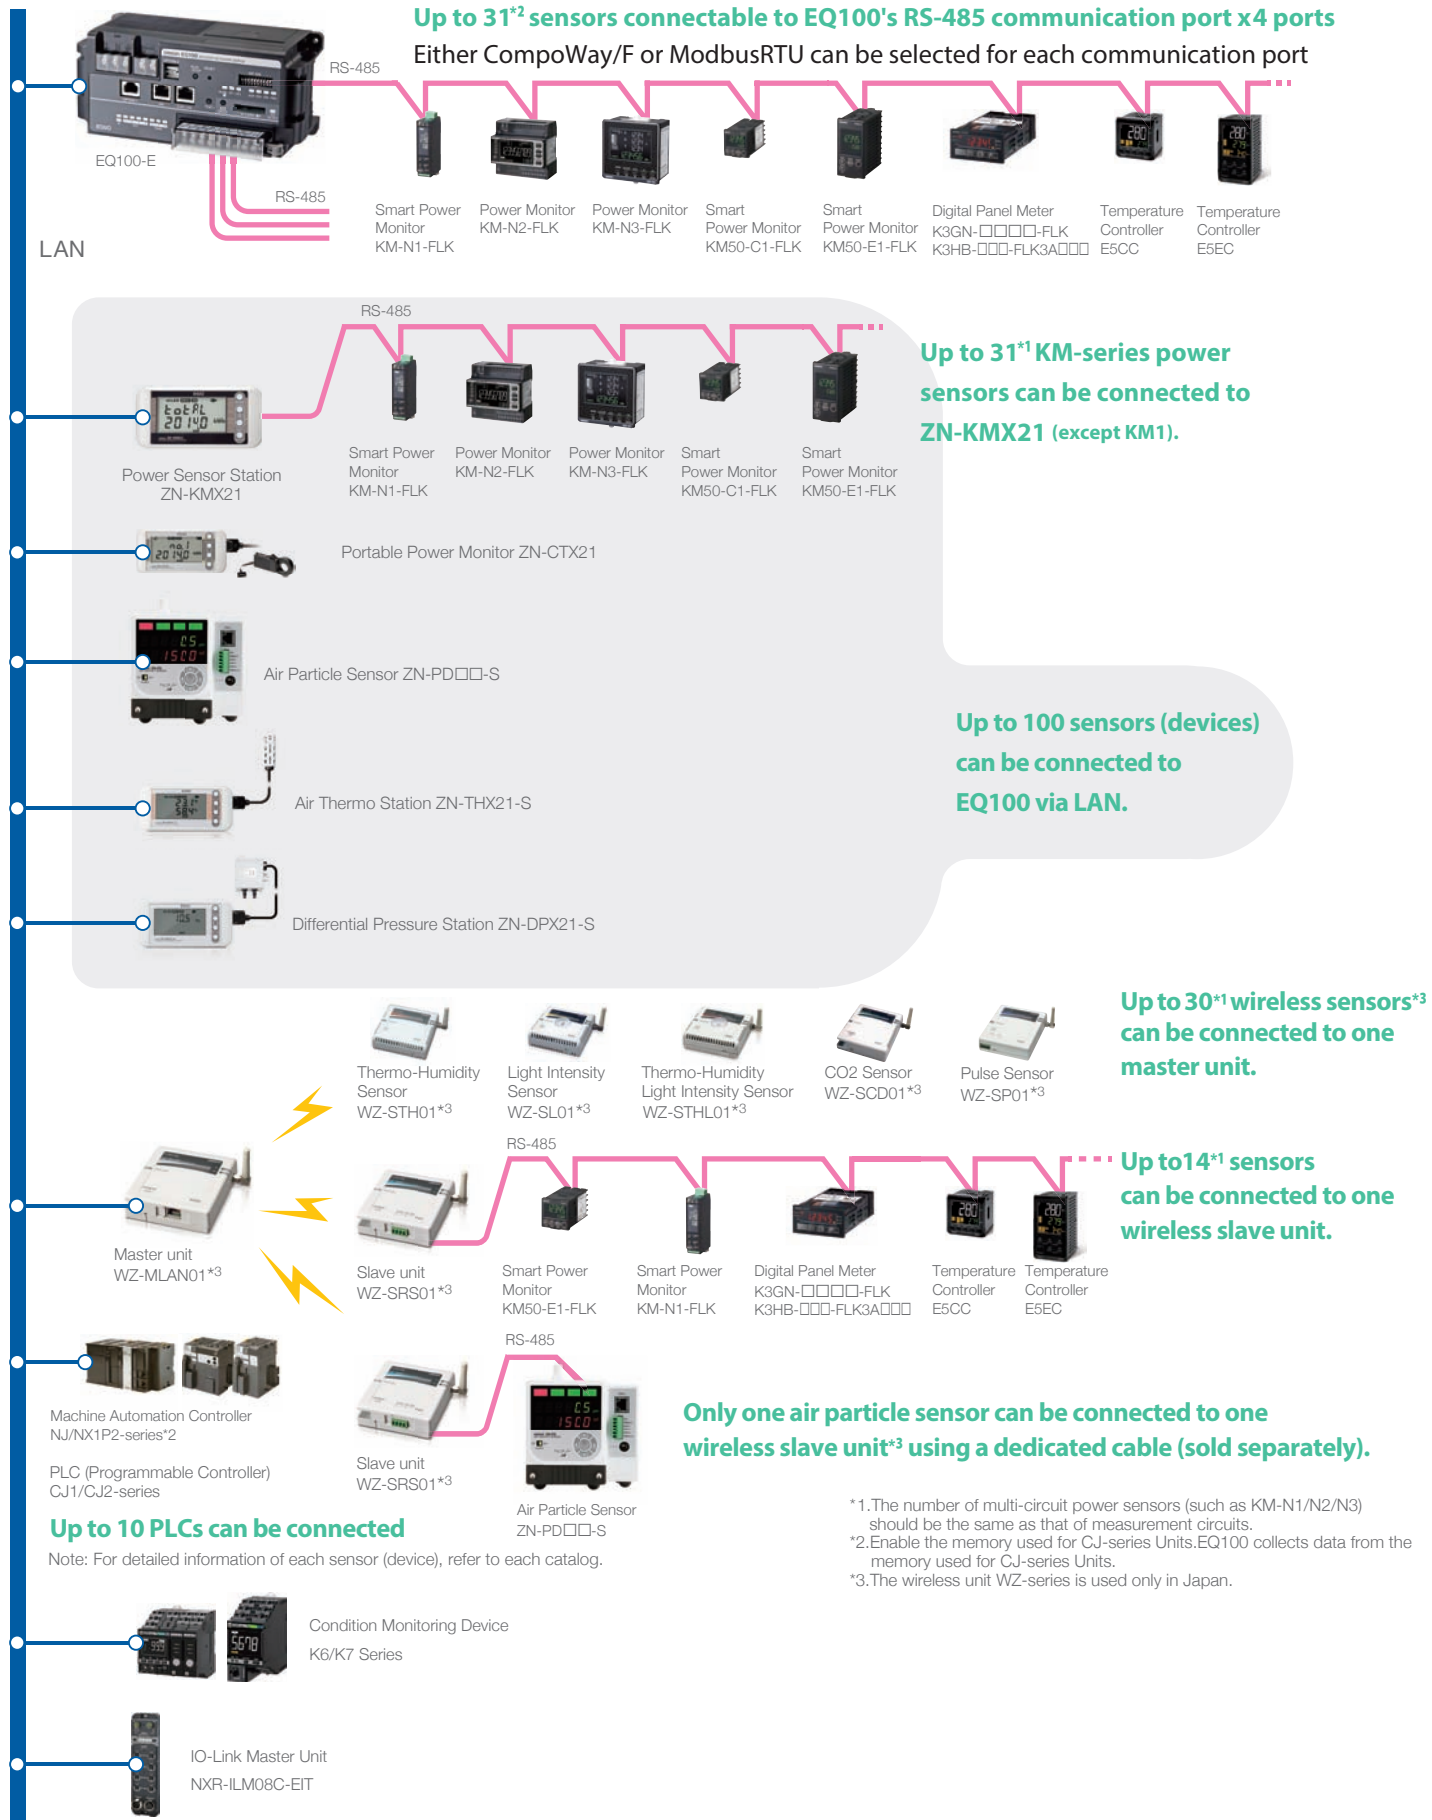 Up to 31*2 sensors connectable to EQ100's RS-485 communication port x4 ports
Either CompoWay/F or ModbusRTU can be selected for each communication port
RS-485
EQ100-E
RS-485
LAN
Smart Power
Monitor
KM-N1-FLK
Power Monitor
KM-N2-FLK
Power Monitor
KM-N3-FLK
Smart
Power Monitor
KM50-C1-FLK
Smart
Power Monitor
KM50-E1-FLK
Digital Panel Meter
K3GN-□□□□-FLK
K3HB-□□□-FLK3A□□□
Temperature
Controller
E5CC
Temperature
Controller
E5EC
RS-485
Up to 31*1 KM-series power
sensors can be connected to
ZN-KMX21 (except KM1).
Power Sensor Station
ZN-KMX21
Smart Power
Monitor
KM-N1-FLK
Power Monitor
KM-N2-FLK
Power Monitor
KM-N3-FLK
Smart
Power Monitor
KM50-C1-FLK
Smart
Power Monitor
KM50-E1-FLK
Portable Power Monitor ZN-CTX21
Air Particle Sensor ZN-PD□□-S
Up to 100 sensors (devices)
can be connected to
EQ100 via LAN.
Air Thermo Station ZN-THX21-S
Differential Pressure Station ZN-DPX21-S
Up to 30*1 wireless sensors*3
can be connected to one
master unit.
Thermo-Humidity
Sensor
WZ-STH01*3
Light Intensity
Sensor
WZ-SL01*3
Thermo-Humidity
Light Intensity Sensor
WZ-STHL01*3
CO2 Sensor
WZ-SCD01*3
Pulse Sensor
WZ-SP01*3
RS-485
Up to14*1 sensors
can be connected to one
wireless slave unit.
Master unit
WZ-MLAN01*3
Slave unit
WZ-SRS01*3
Smart Power
Monitor
KM50-E1-FLK
Smart Power
Monitor
KM-N1-FLK
Digital Panel Meter
K3GN-□□□□-FLK
K3HB-□□□-FLK3A□□□
Temperature
Controller
E5CC
Temperature
Controller
E5EC
RS-485
Machine Automation Controller
NJ/NX1P2-series*2
PLC (Programmable Controller)
CJ1/CJ2-series
Slave unit
WZ-SRS01*3
Air Particle Sensor
ZN-PD□□-S
Only one air particle sensor can be connected to one
wireless slave unit*3 using a dedicated cable (sold separately).
Up to 10 PLCs can be connected
Note: For detailed information of each sensor (device), refer to each catalog.
*1.The number of multi-circuit power sensors (such as KM-N1/N2/N3)
should be the same as that of measurement circuits.
*2.Enable the memory used for CJ-series Units.EQ100 collects data from the
memory used for CJ-series Units.
*3.The wireless unit WZ-series is used only in Japan.
Condition Monitoring Device
K6/K7 Series
IO-Link Master Unit
NXR-ILM08C-EIT